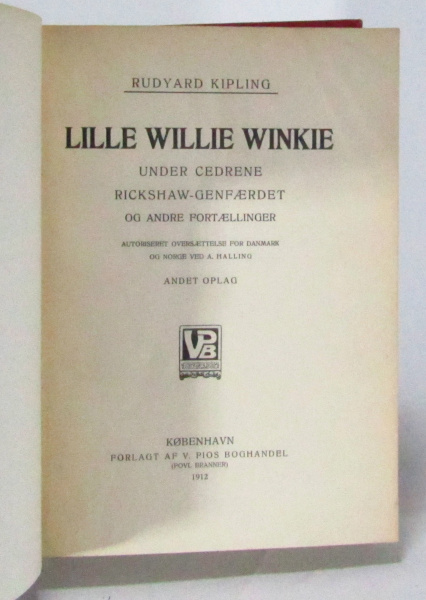 RUDYARD KIPLING
LILLE WILLIE WINKIE
UNDER CEDRENE
RICKSHAW-GENFÆRDET
OG ANDRE FORTÆLLINGER
AUTORISERET OVERSÆTTELSE FOR DANMARK
OG NORGE VED A. HALLING
ANDET OPLAG
VPB
KØBENHAVN
FORLAGT AF V. PIOS BOGHANDEL
(POVL BRANNER)
1912